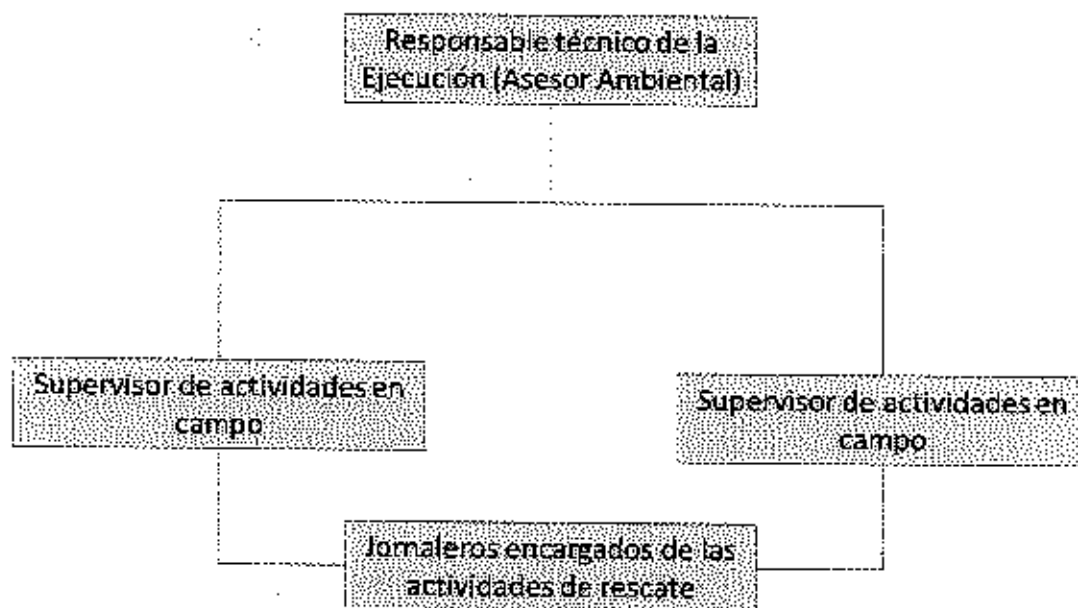 Responsable técnico de la
Ejecución (Asesor Ambiental)
Supervisor de actividades en
campo
Supervisor de actividades en
campo
Jornaleros encargados de las
actividades de rescate